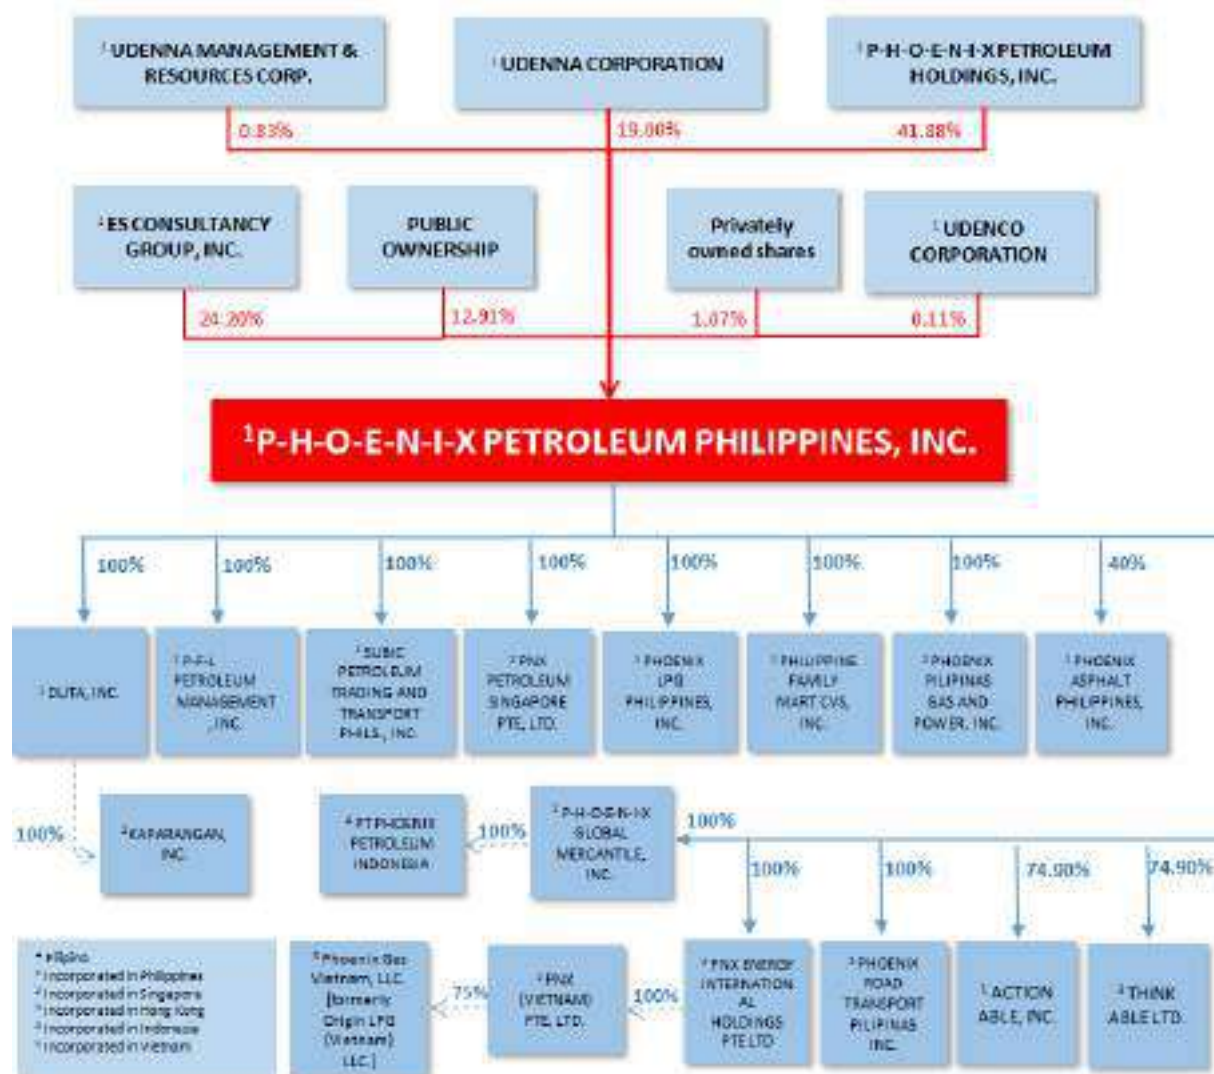 UDENNA MANAGEMENT &
RESOURCES CORP.
¹ UDENNA CORPORATION
¹ P-H-O-E-N-I-X PETROLEUM
HOLDINGS, INC.
0.83%
19.00%
41.88%
ES CONSULTANCY
GROUP, INC.
PUBLIC
OWNERSHIP
Privately
owned shares
¹ UDENCO
CORPORATION
24.20%
12.91%
1.07%
0.11%
¹P-H-O-E-N-I-X PETROLEUM PHILIPPINES, INC.
100%
100%
100%
100%
100%
100%
100%
40%
DUTA, INC.
P-F-L
PETROLEUM
MANAGEMENT
, INC.
SUBIC
PETROLEUM
TRADING AND
TRANSPORT
PHILS., INC.
PNX
PETROLEUM
SINGAPORE
PTE, LTD.
PHOENIX
LPG
PHILIPPINES,
INC.
PHILIPPINE
FAMILY
MART CVS,
INC.
PHOENIX
PILIPINAS
GAS AND
POWER, INC.
PHOENIX
ASPHALT
PHILIPPINES,
INC.
100%
KAPARANGAN,
INC.
PT PHOENIX
PETROLEUM
INDONESIA
100%
P-H-O-E-N-I-X
GLOBAL
MERCANTILE,
INC.
100%
100%
100%
74.90%
74.90%
Incorporated in Philippines
Incorporated in Singapore
Incorporated in Hong Kong
Incorporated in Indonesia
Incorporated in Vietnam
Phoenix Gas
Vietnam, LLC.
[formerly
Origin LPG
(Vietnam)
LLC.]
75%
PNX
(VIETNAM)
PTE, LTD.
100%
PNX ENERGY
INTERNATION
AL
HOLDINGS
PTE LTD
PHOENIX
ROAD
TRANSPORT
PILIPINAS
INC.
ACTION
ABLE, INC.
THINK
ABLE LTD.